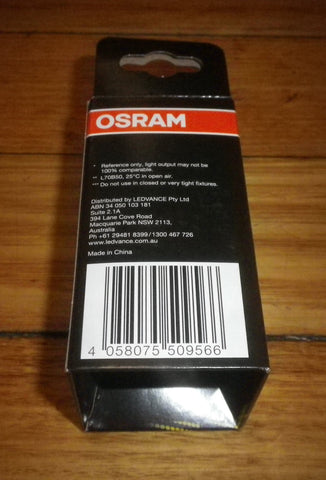 OSRAM
* Reference only, light output may not be
100% comparable.
** L70B50, 25°C in open air.
*** Do not use in closed or very tight fixtures.
Distributed by LEDVANCE Pty Ltd
ABN 34 050 103 181
Suite 2.1A
394 Lane Cove Road
Macquarie Park NSW 2113,
Australia
Ph +61 29481 8399/1300 467 726
www.ledvance.com.au
Made in China
4 058075 509566